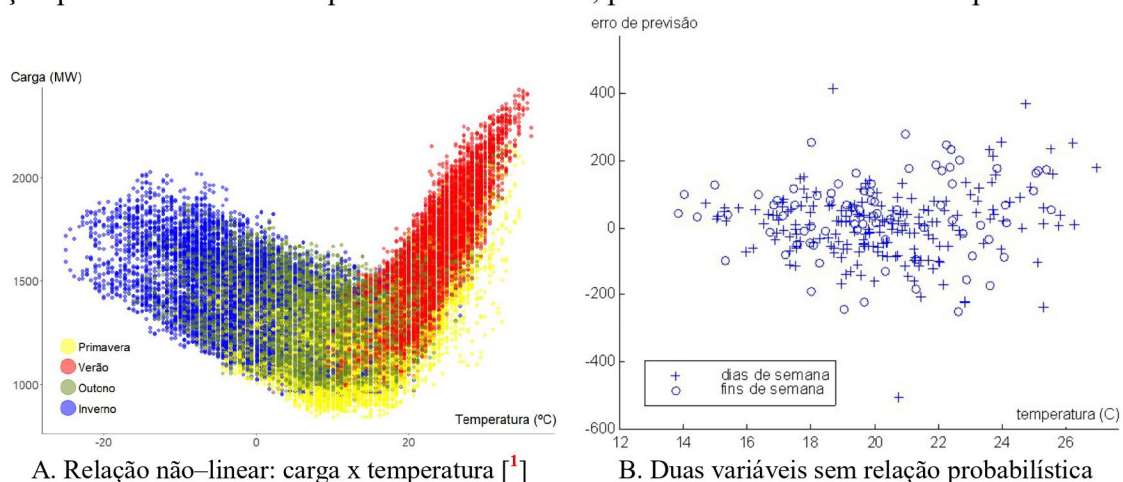 erro de previsão
Carga (MW)
2000
1500
1000
Primavera
Verão
Outono
Inverno
Temperatura (ºC)
-20
0
20
400
200
0
-200
-400
-600
dias de semana
fins de semana
temperatura (C)
12
14
16
18
20
22
24
26
A. Relação não–linear: carga x temperatura [1]
B. Duas variáveis sem relação probabilística